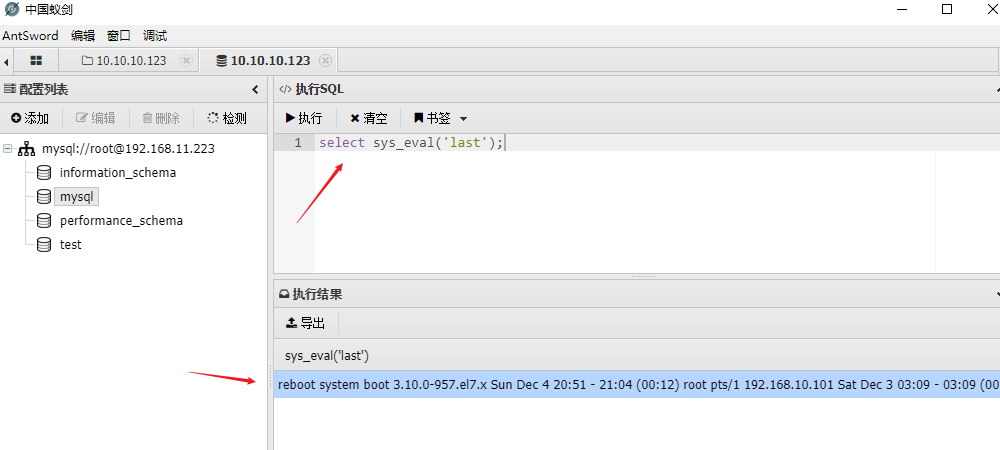 中国蚁剑
AntSword 编辑 窗口 调试
10.10.10.123 10.10.10.123
配置列表
添加 编辑 删除 检测
mysql://root@192.168.11.223
information_schema
mysql
performance_schema
test
</> 执行SQL
执行 清空 书签
1 select sys_eval('last');
执行结果
导出
sys_eval('last')
reboot system boot 3.10.0-957.el7.x Sun Dec 4 20:51 - 21:04 (00:12) root pts/1 192.168.10.101 Sat Dec 3 03:09 - 03:09 (00